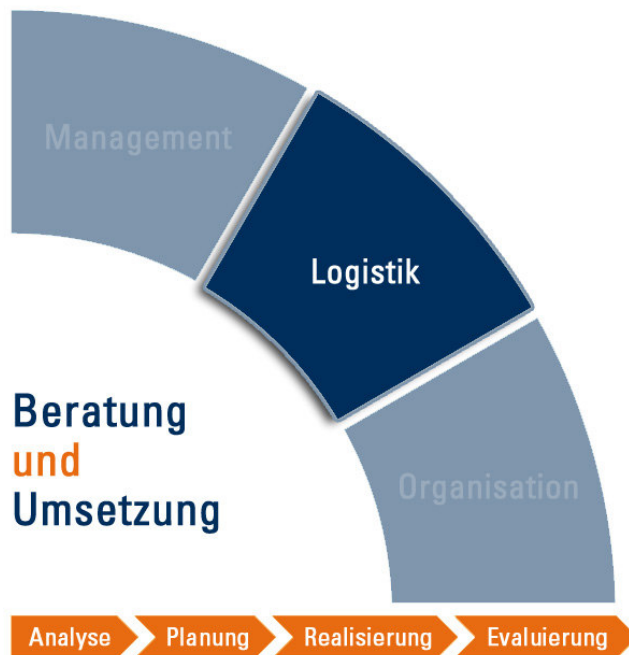 Management
Logistik
Beratung
und
Umsetzung
Organisation
Analyse
Planung
Realisierung
Evaluierung